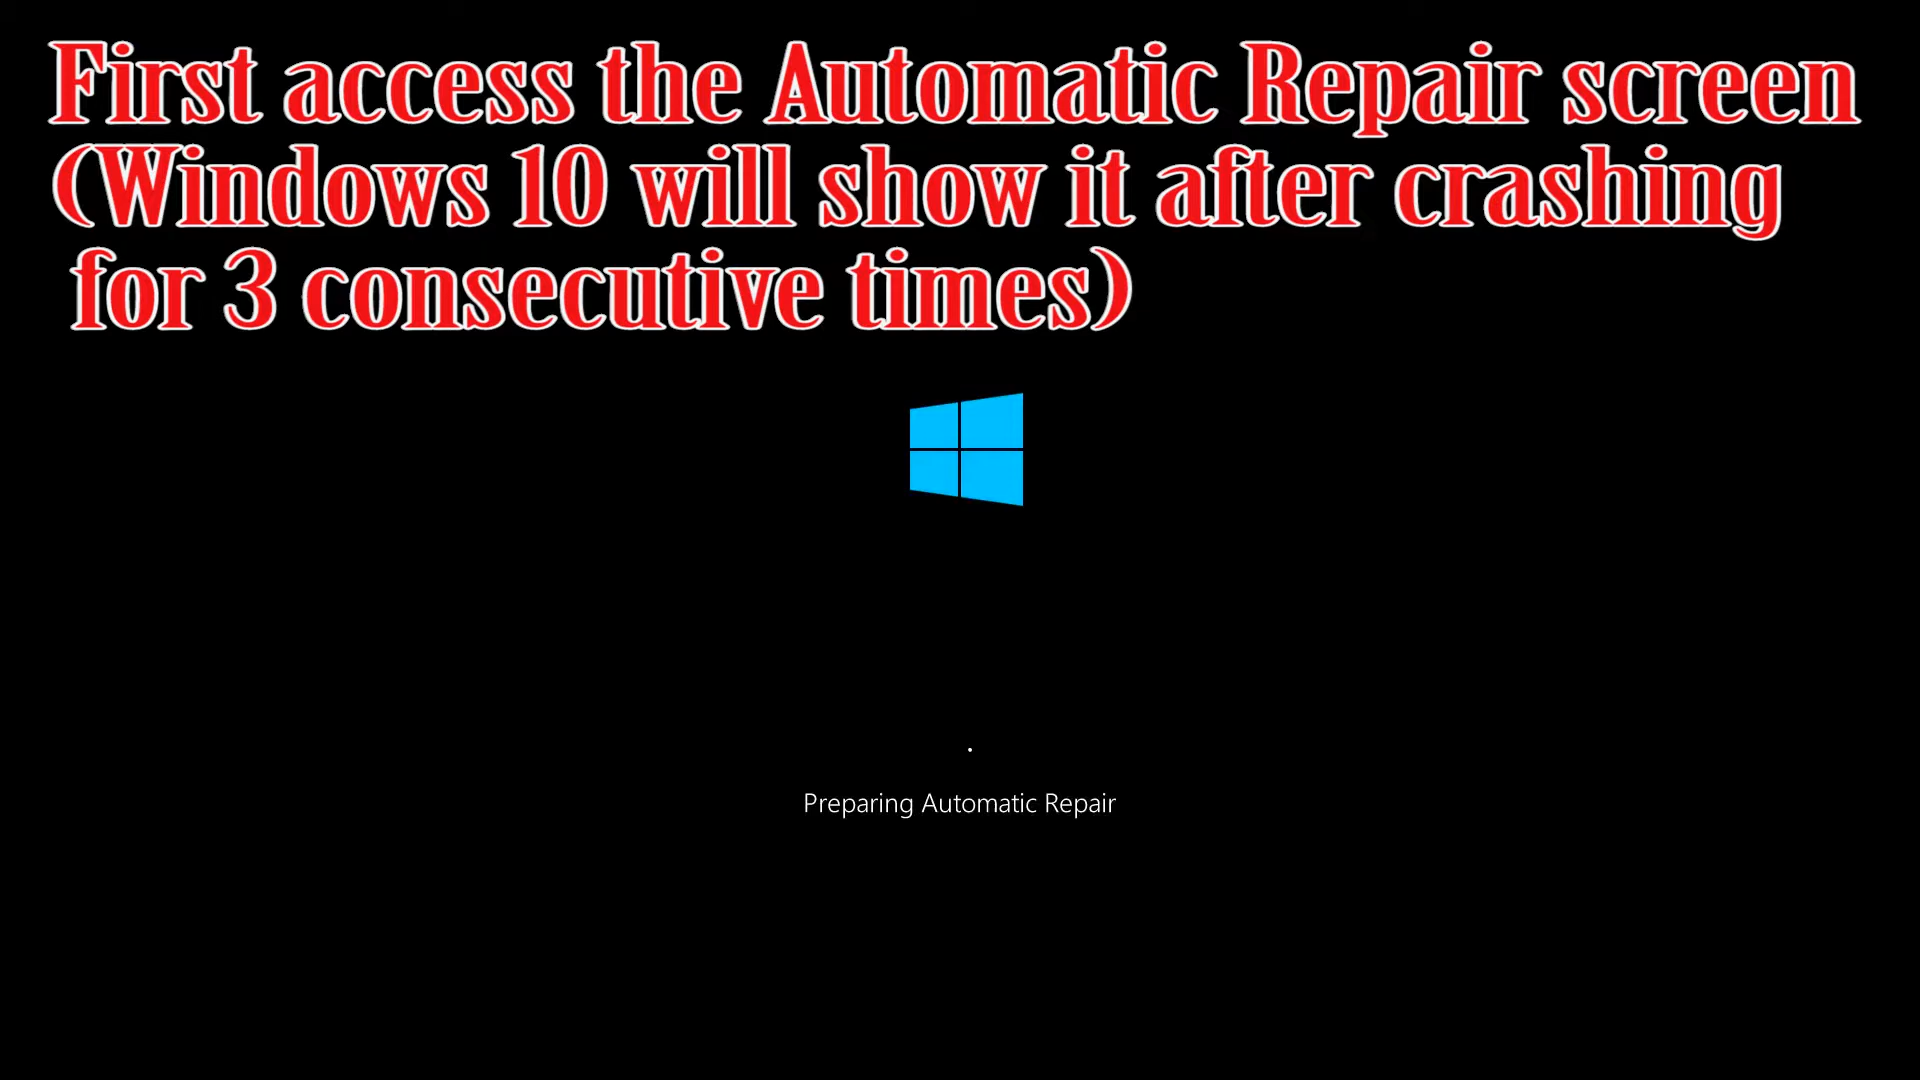 First access the Automatic Repair screen
(Windows 10 will show it after crashing
for 3 consecutive times)
Preparing Automatic Repair